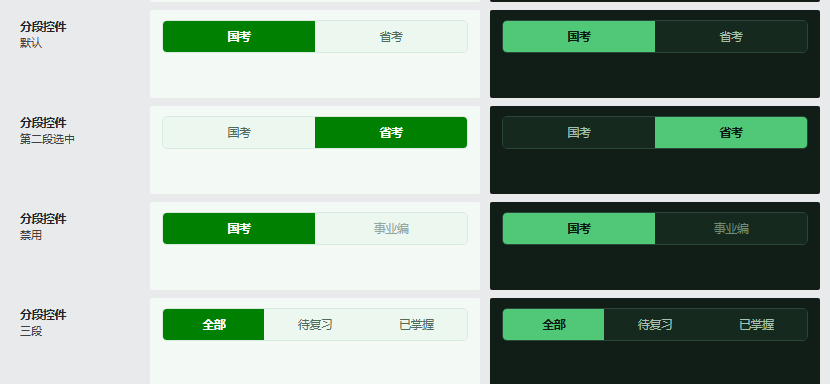 分段控件
默认
国考 省考 国考 省考
分段控件
第二段选中
国考 省考 国考 省考
分段控件
禁用
国考 事业编 国考 事业编
分段控件
三段
全部 待复习 已掌握 全部 待复习 已掌握